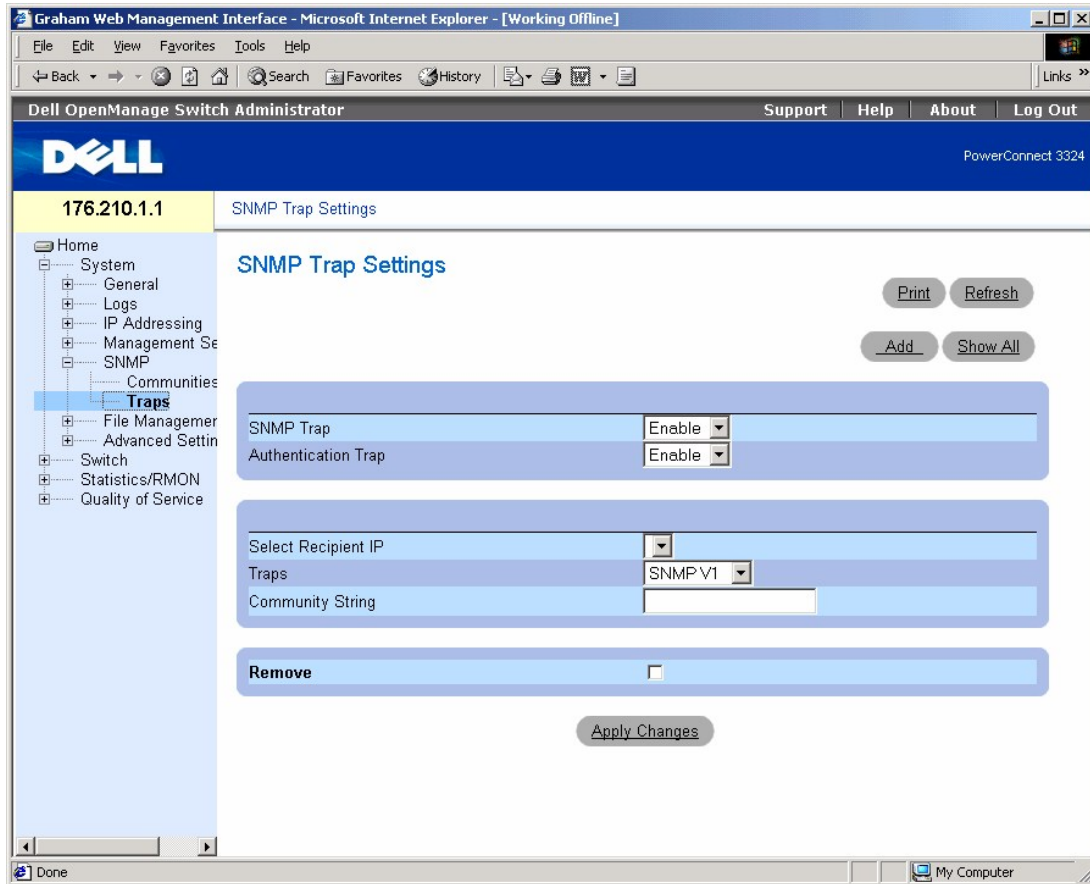 Graham Web Management Interface - Microsoft Internet Explorer - [Working Offline]
File Edit View Favorites Tools Help
Back Search Favorites History Links »
Dell OpenManage Switch Administrator Support Help About Log Out
DELL
PowerConnect 3324
176.210.1.1 SNMP Trap Settings
Home
System
General
Logs
IP Addressing
Management Se
SNMP
Communities
Traps
File Managemer
Advanced Settin
Switch
Statistics/RMON
Quality of Service
SNMP Trap Settings
Print Refresh
Add Show All
SNMP Trap Enable
Authentication Trap Enable
Select Recipient IP
Traps SNMP V1
Community String
Remove
Apply Changes
Done My Computer